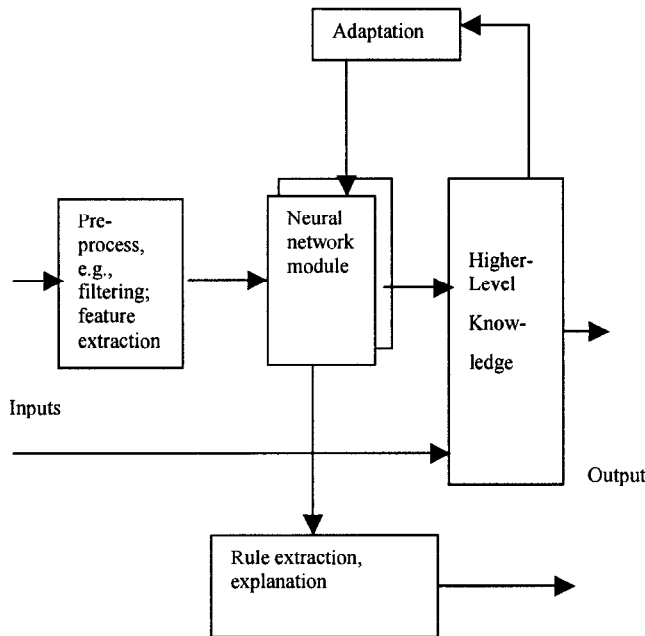 Adaptation
Pre-
process,
e.g.,
filtering;
feature
extraction
Neural
network
module
Higher-
Level
Know-
ledge
Inputs
Output
Rule extraction,
explanation